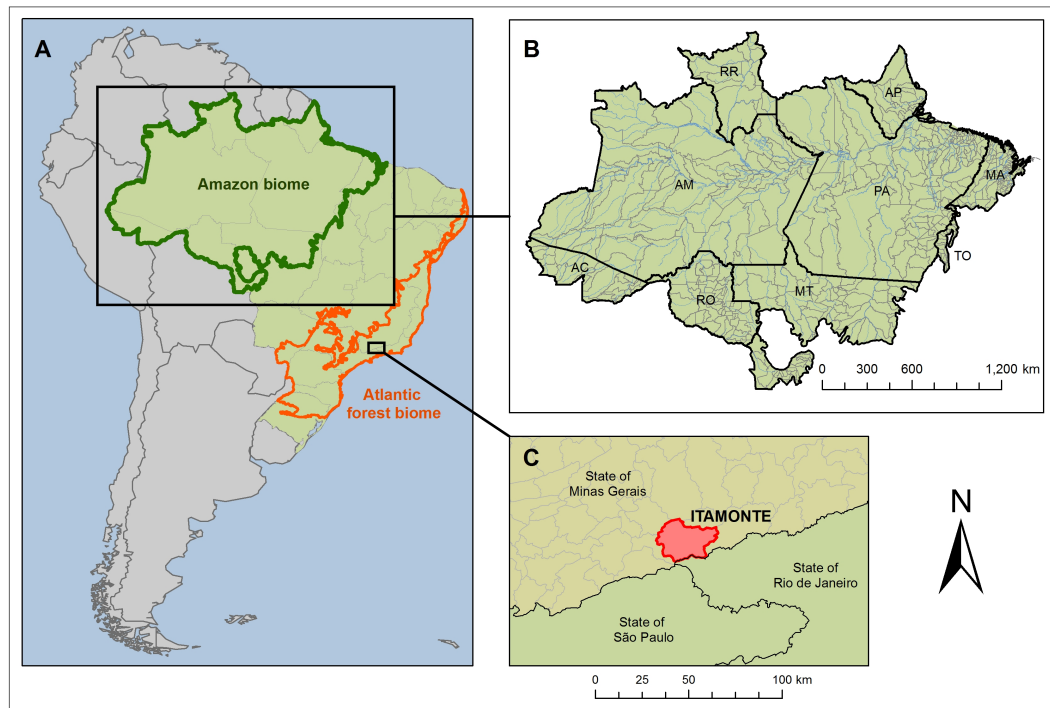 A
Amazon biome
Atlantic
forest biome
B
RR
AP
AM
PA
MA
TO
AC
RO
MT
0 300 600 1,200 km
C
State of
Minas Gerais
ITAMONTE
State of
Rio de Janeiro
State of
São Paulo
0 25 50 100 km
N